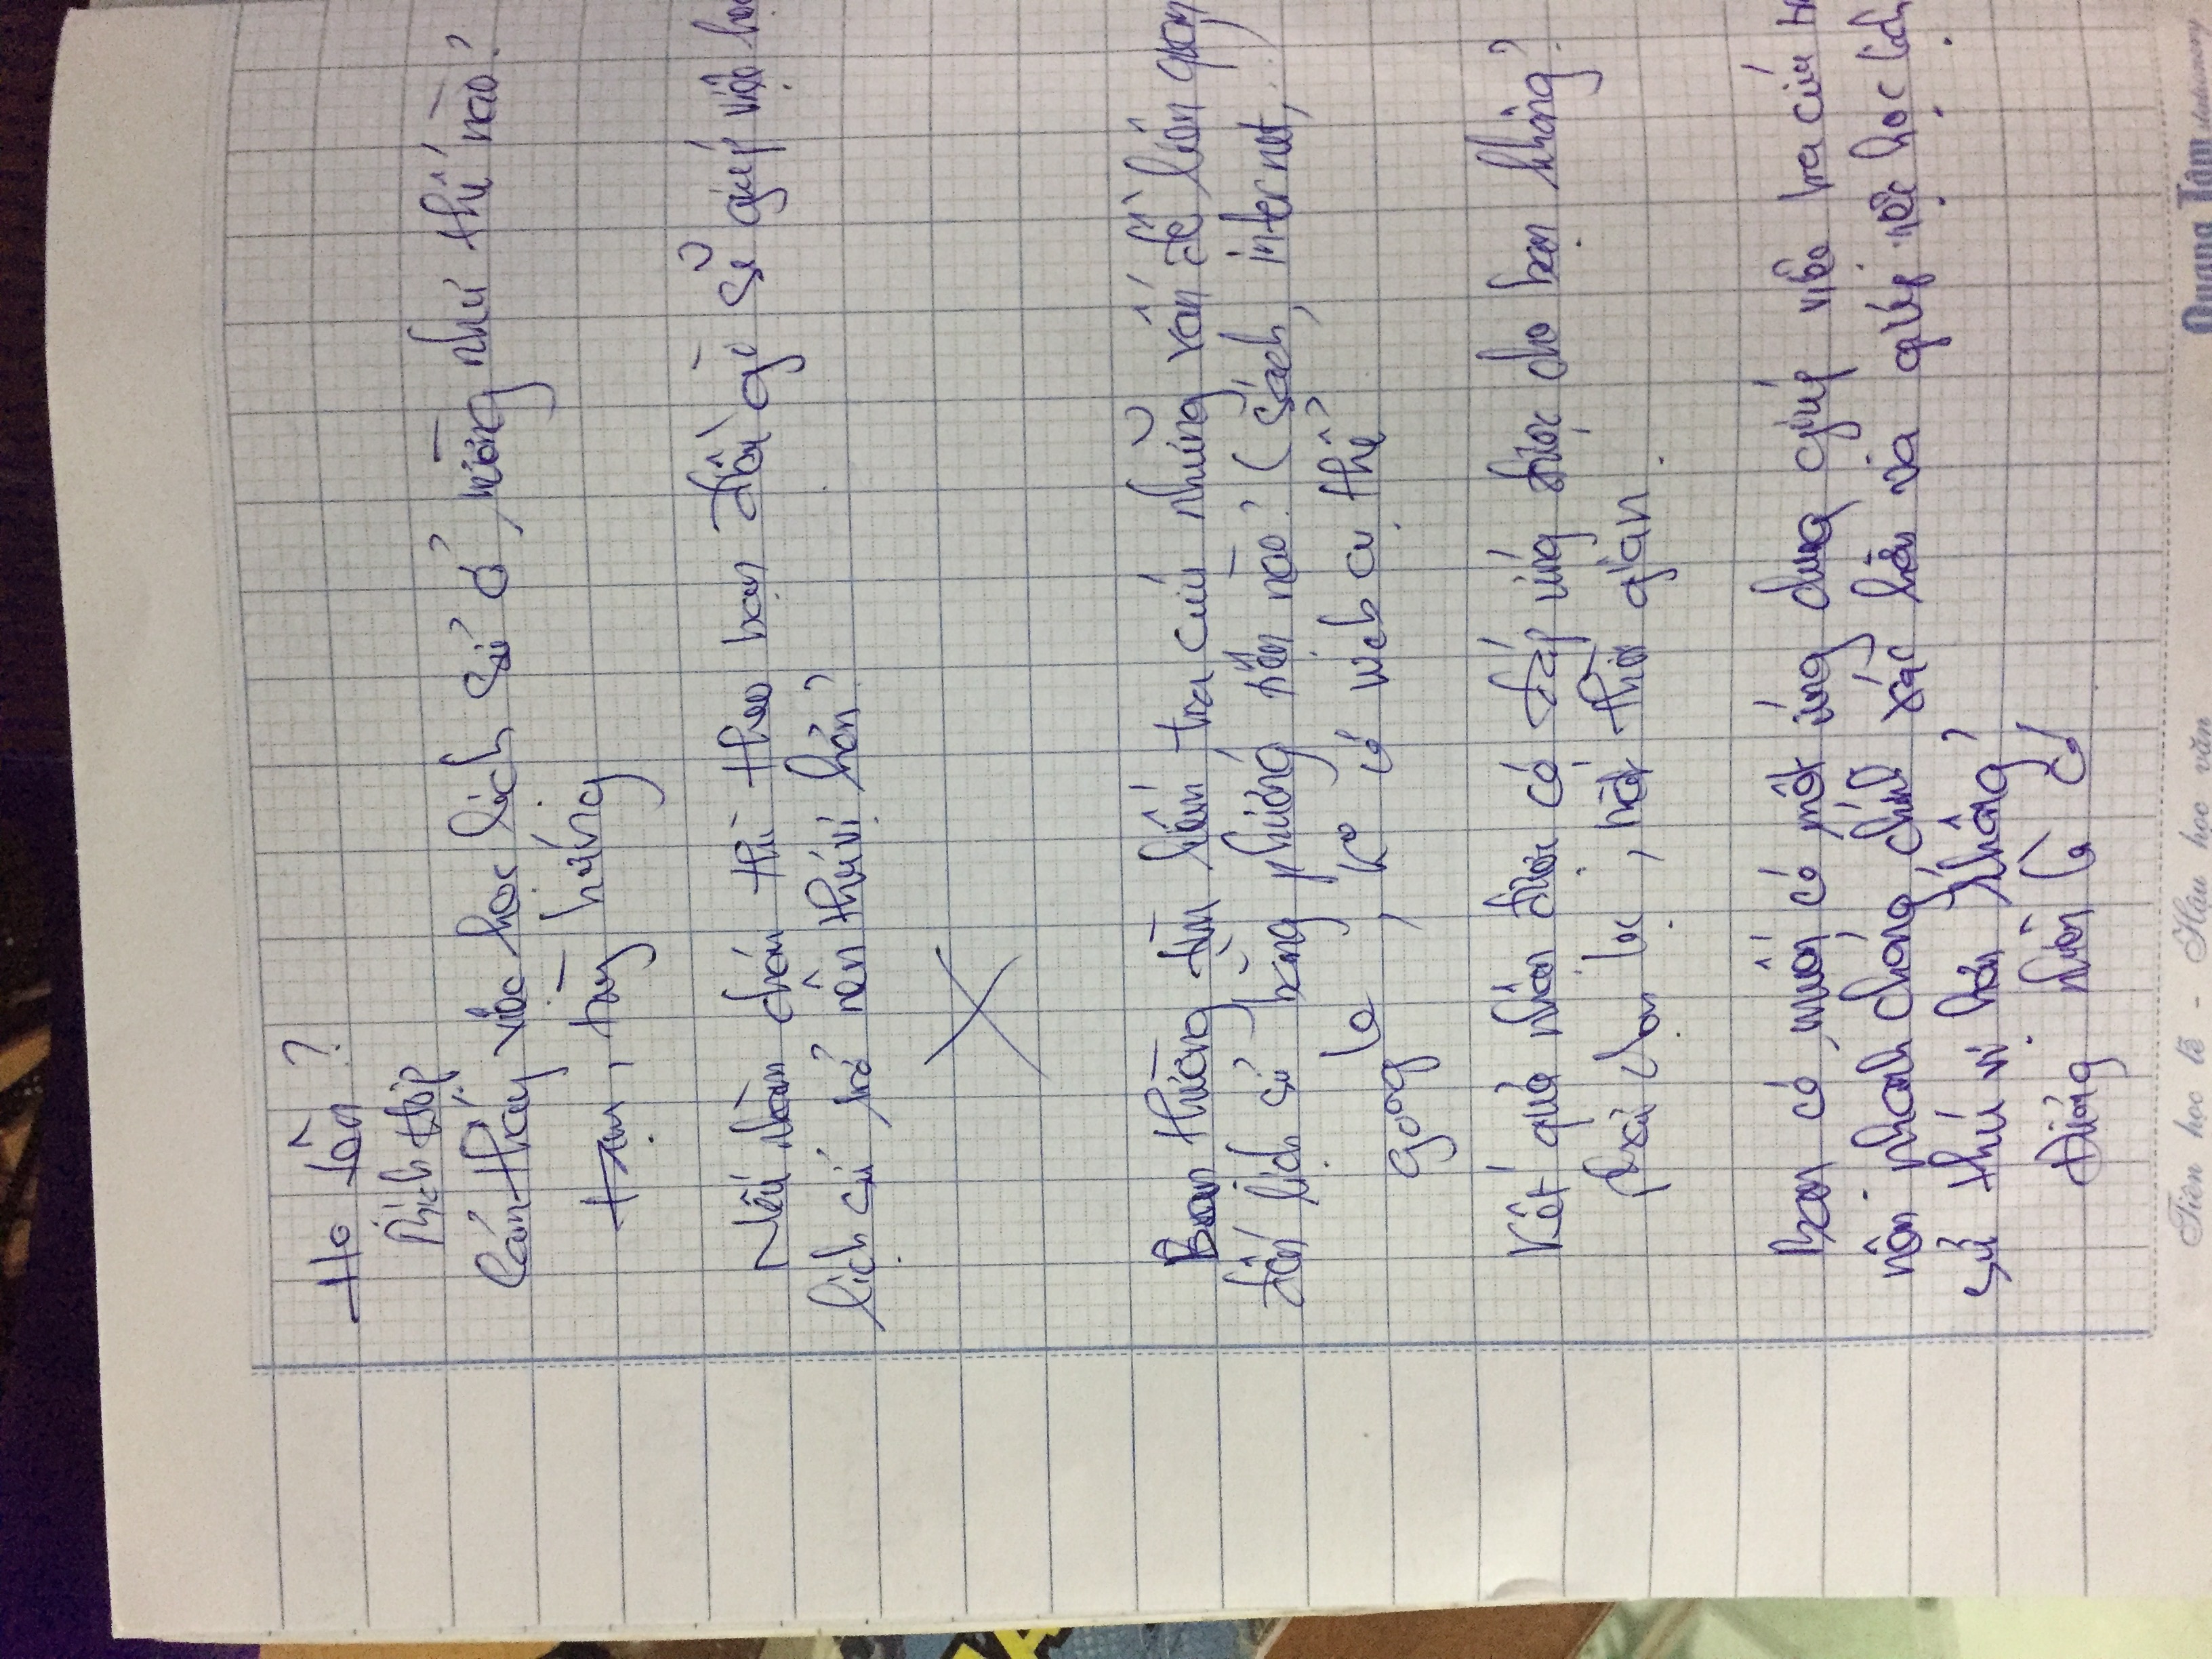 Họ tên?
Bích Hợp
Cảm thấy việc học lịch sử ở trường như thế nào?
tạm, tùy hứng
Nếu nhàm chán thì theo bạn điều gì sẽ giúp việc học
lịch sử trở nên thú vị hơn?
Bạn thường tìm kiếm, tra cứu những vấn đề liên quan
đến lịch sử bằng phương tiện nào? (sách, internet,...)
google, ko có web cụ thể
Kết quả nhận được có đáp ứng được cho bạn không?
phải chọn lọc, mất thời gian
Bạn có muốn có một ứng dụng giúp việc tra cứu tr
nên nhanh chóng, chính xác hơn và giúp việc học lịch
sử thú vị hơn không?
Đương nhiên là có
Tiên học lễ - Hậu học văn
Quang Tâm stationery